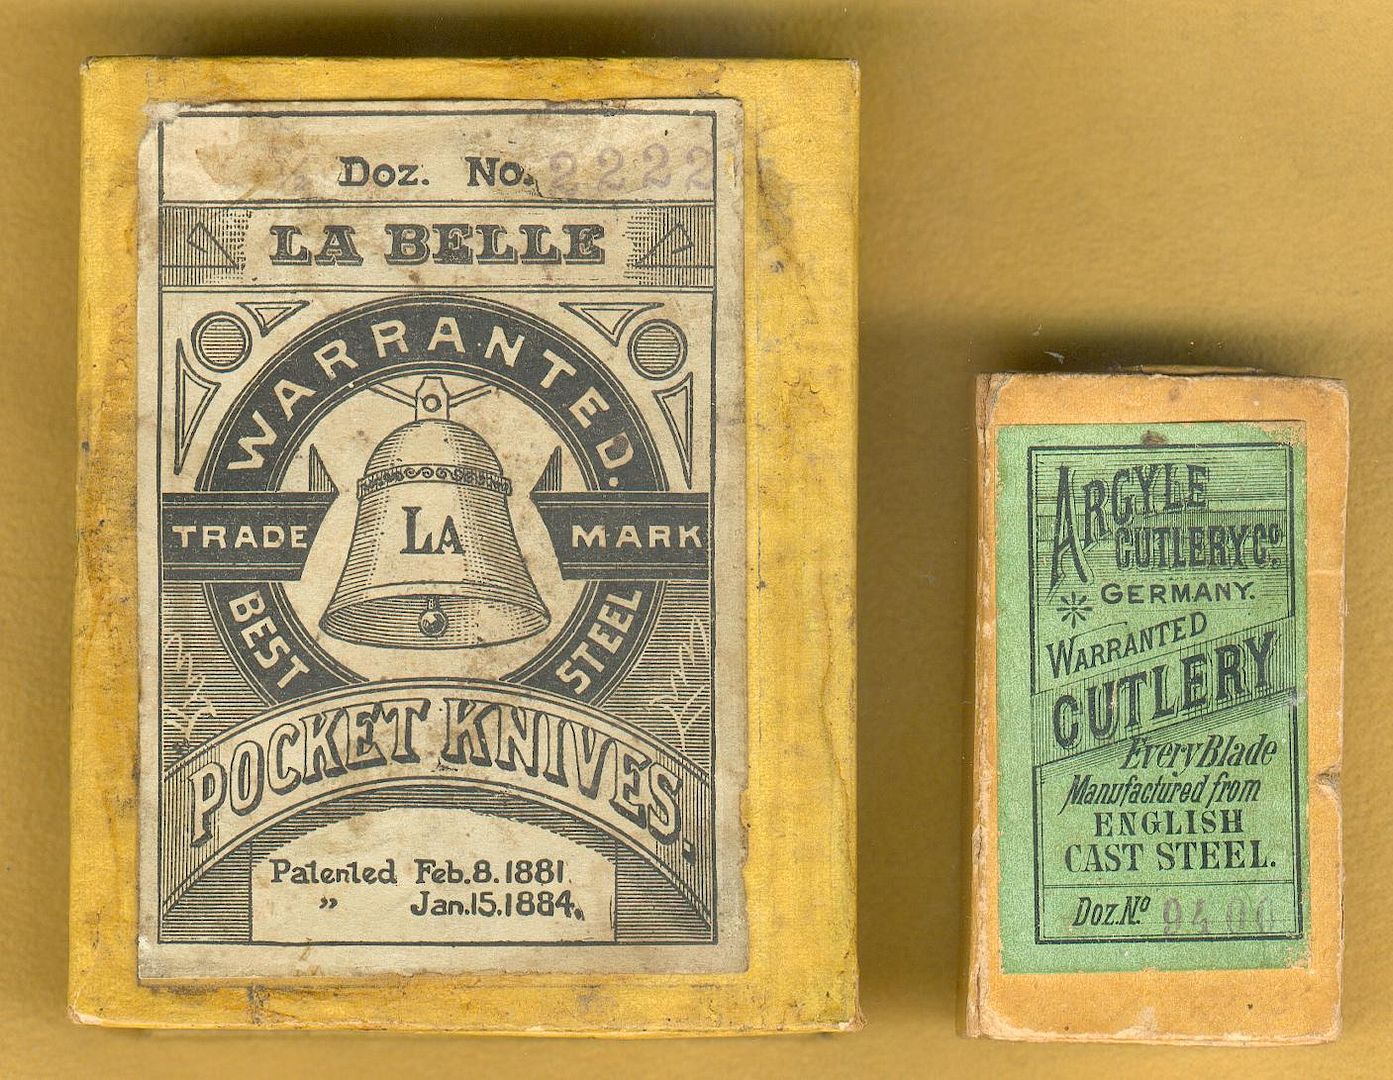 Doz. No. 2222
LA BELLE
WARRANTED.
TRADE MARK
LA
BEST STEEL
POCKET KNIVES.
Patented Feb. 8. 1881.
„ Jan. 15. 1884.
ARGYLE
CUTLERY Co.
GERMANY.
WARRANTED
CUTLERY
Every Blade
Manufactured from
ENGLISH
CAST STEEL.
Doz. No.